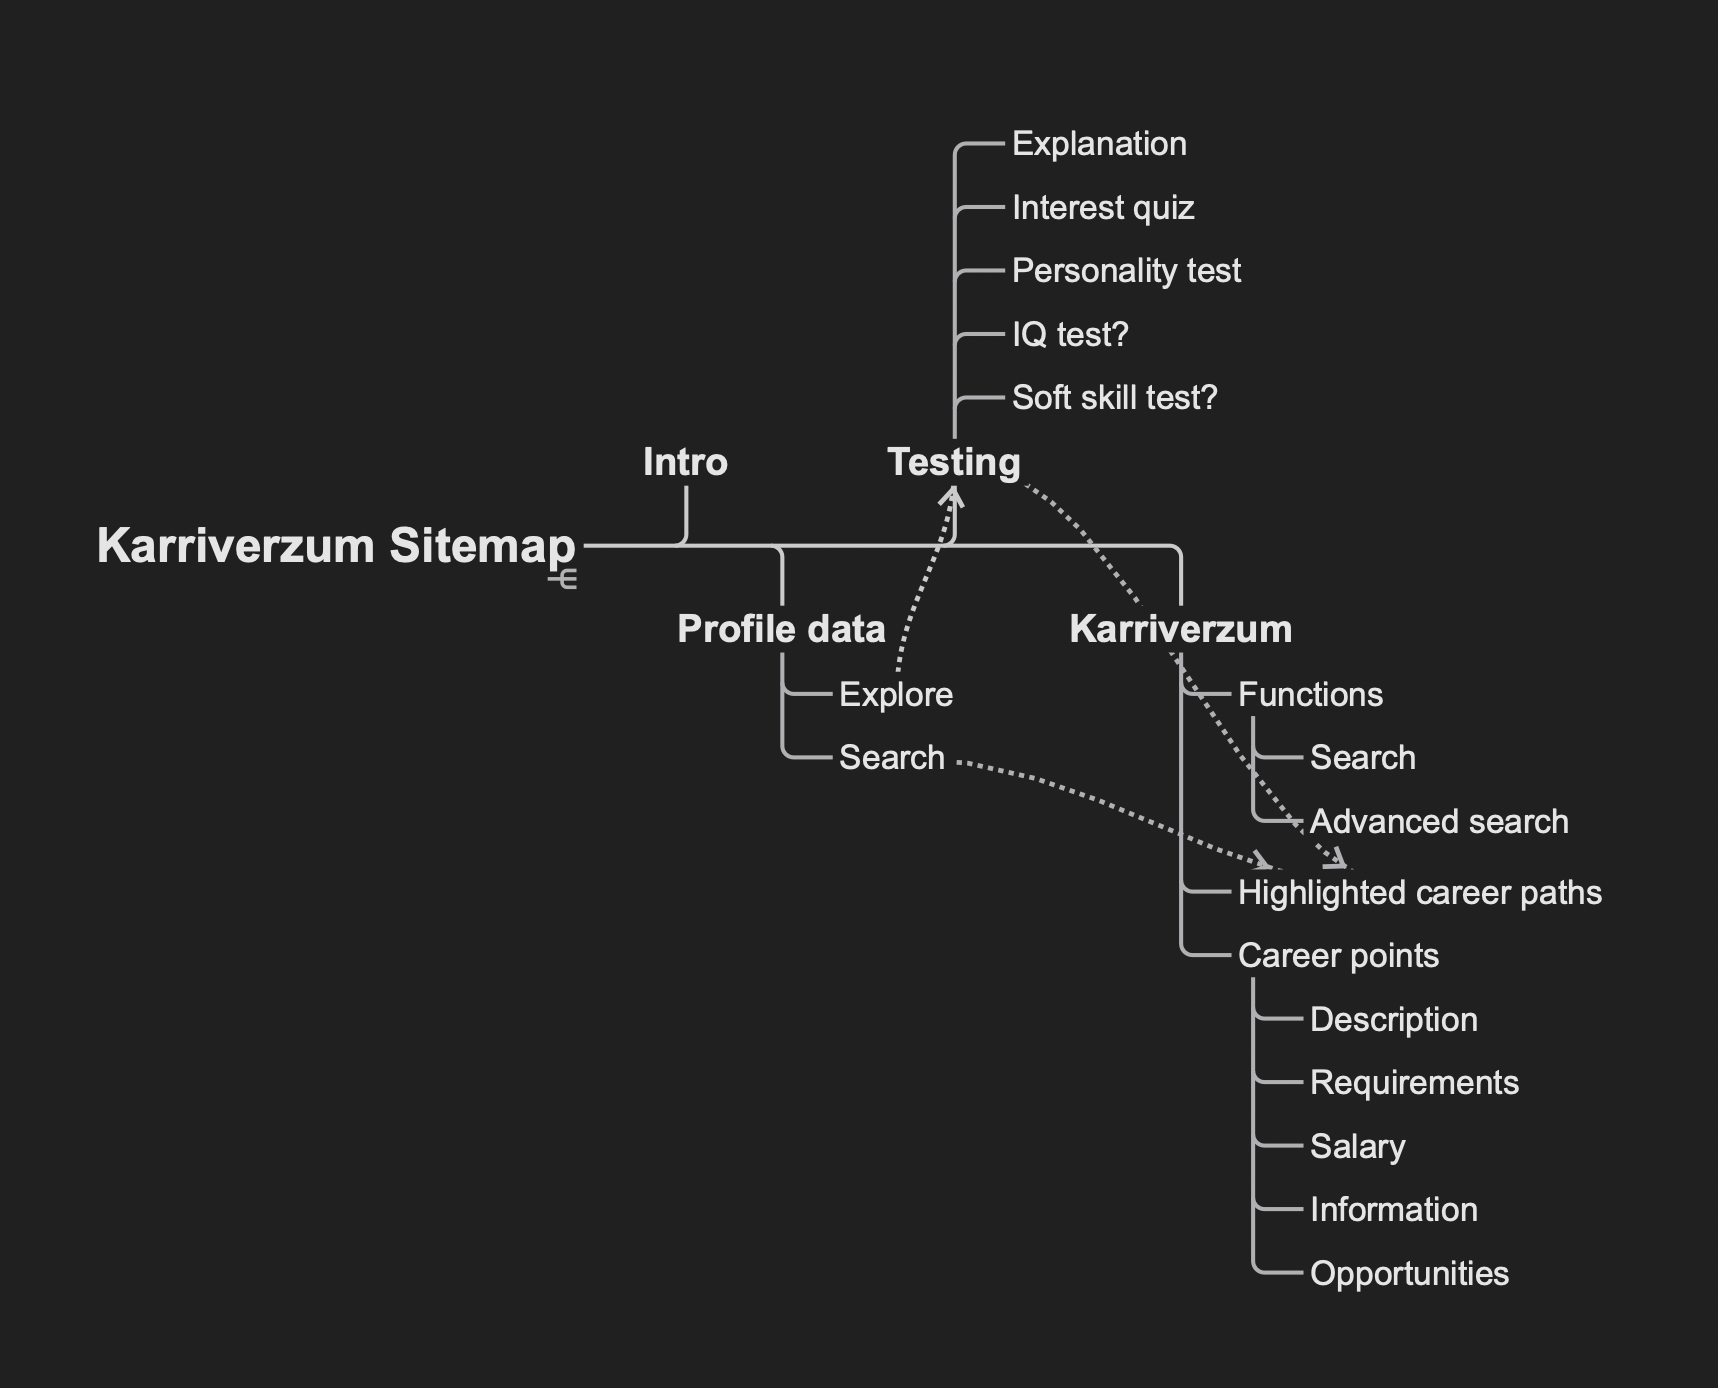 Explanation
Interest quiz
Personality test
IQ test?
Soft skill test?
Intro
Testing
Karriverzum Sitemap
Profile data
Karriverzum
Explore
Functions
Search
Search
Advanced search
Highlighted career paths
Career points
Description
Requirements
Salary
Information
Opportunities